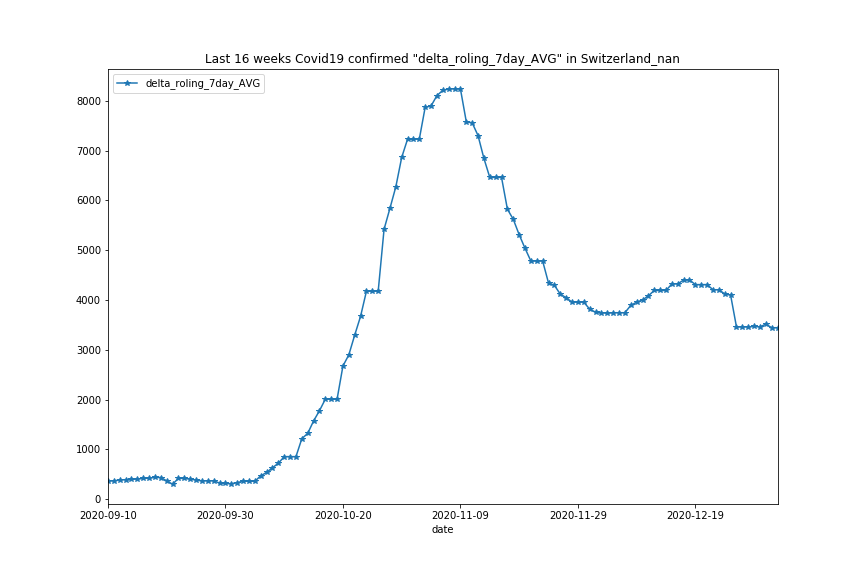 Last 16 weeks Covid19 confirmed "delta_roling_7day_AVG" in Switzerland_nan
delta_roling_7day_AVG
8000
7000
6000
5000
4000
3000
2000
1000
0
2020-09-10 2020-09-30 2020-10-20 2020-11-09 2020-11-29 2020-12-19
date